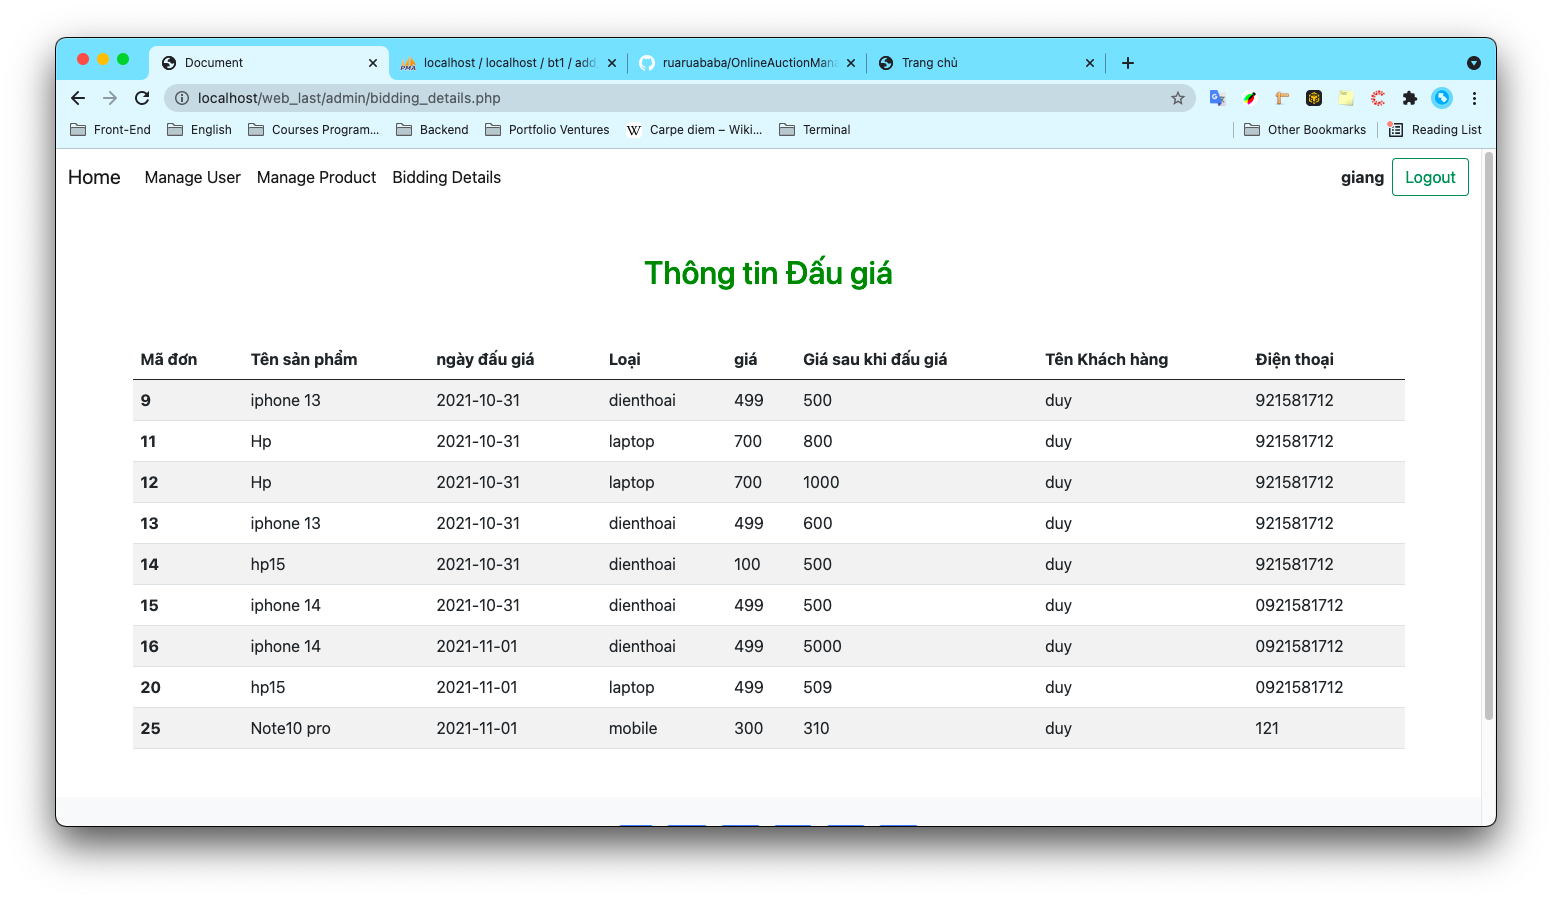 Document
localhost / localhost / bt1 / add
ruaruababa/OnlineAuctionMana
Trang chủ
localhost/web_last/admin/bidding_details.php
Front-End English Courses Program... Backend Portfolio Ventures W Carpe diem – Wiki... Terminal Other Bookmarks Reading List
Home Manage User Manage Product Bidding Details giang Logout
Thông tin Đấu giá
Mã đơn Tên sản phẩm ngày đấu giá Loại giá Giá sau khi đấu giá Tên Khách hàng Điện thoại
9 iphone 13 2021-10-31 dienthoai 499 500 duy 921581712
11 Hp 2021-10-31 laptop 700 800 duy 921581712
12 Hp 2021-10-31 laptop 700 1000 duy 921581712
13 iphone 13 2021-10-31 dienthoai 499 600 duy 921581712
14 hp15 2021-10-31 dienthoai 100 500 duy 921581712
15 iphone 14 2021-10-31 dienthoai 499 500 duy 0921581712
16 iphone 14 2021-11-01 dienthoai 499 5000 duy 0921581712
20 hp15 2021-11-01 laptop 499 509 duy 0921581712
25 Note10 pro 2021-11-01 mobile 300 310 duy 121